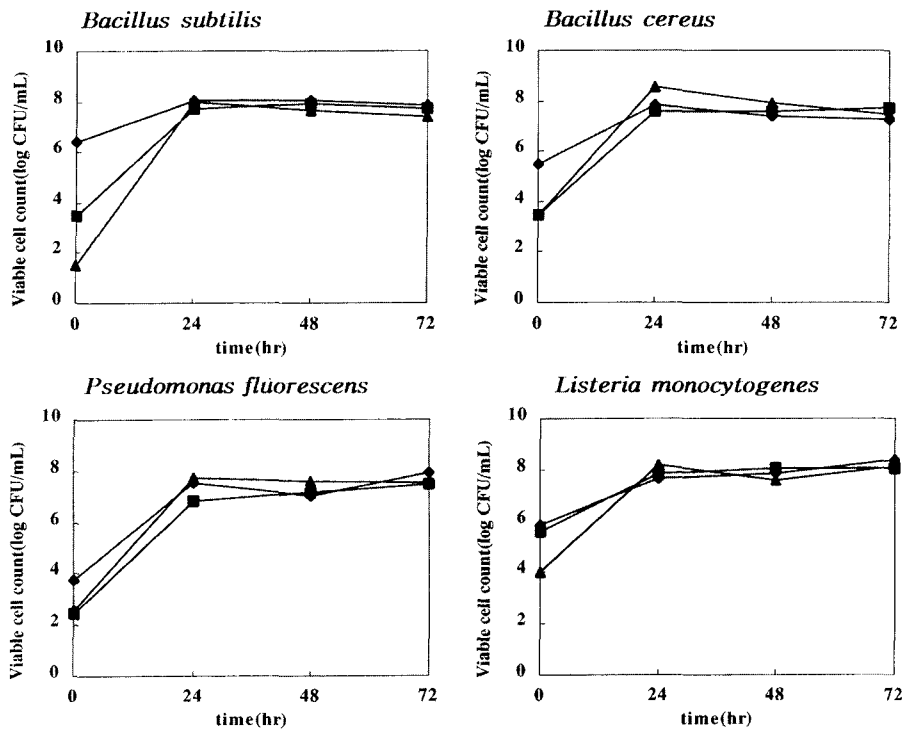 Bacillus subtilis
Bacillus cereus
Viable cell count(log CFU/mL)
10
8
6
4
2
0
0 24 48 72
time(hr)
Viable cell count(log CFU/mL)
10
8
6
4
2
0
0 24 48 72
time(hr)
Pseudomonas fluorescens
Listeria monocytogenes
Viable cell count(log CFU/mL)
10
8
6
4
2
0
0 24 48 72
time(hr)
Viable cell count(log CFU/mL)
10
8
6
4
2
0
0 24 48 72
time(hr)